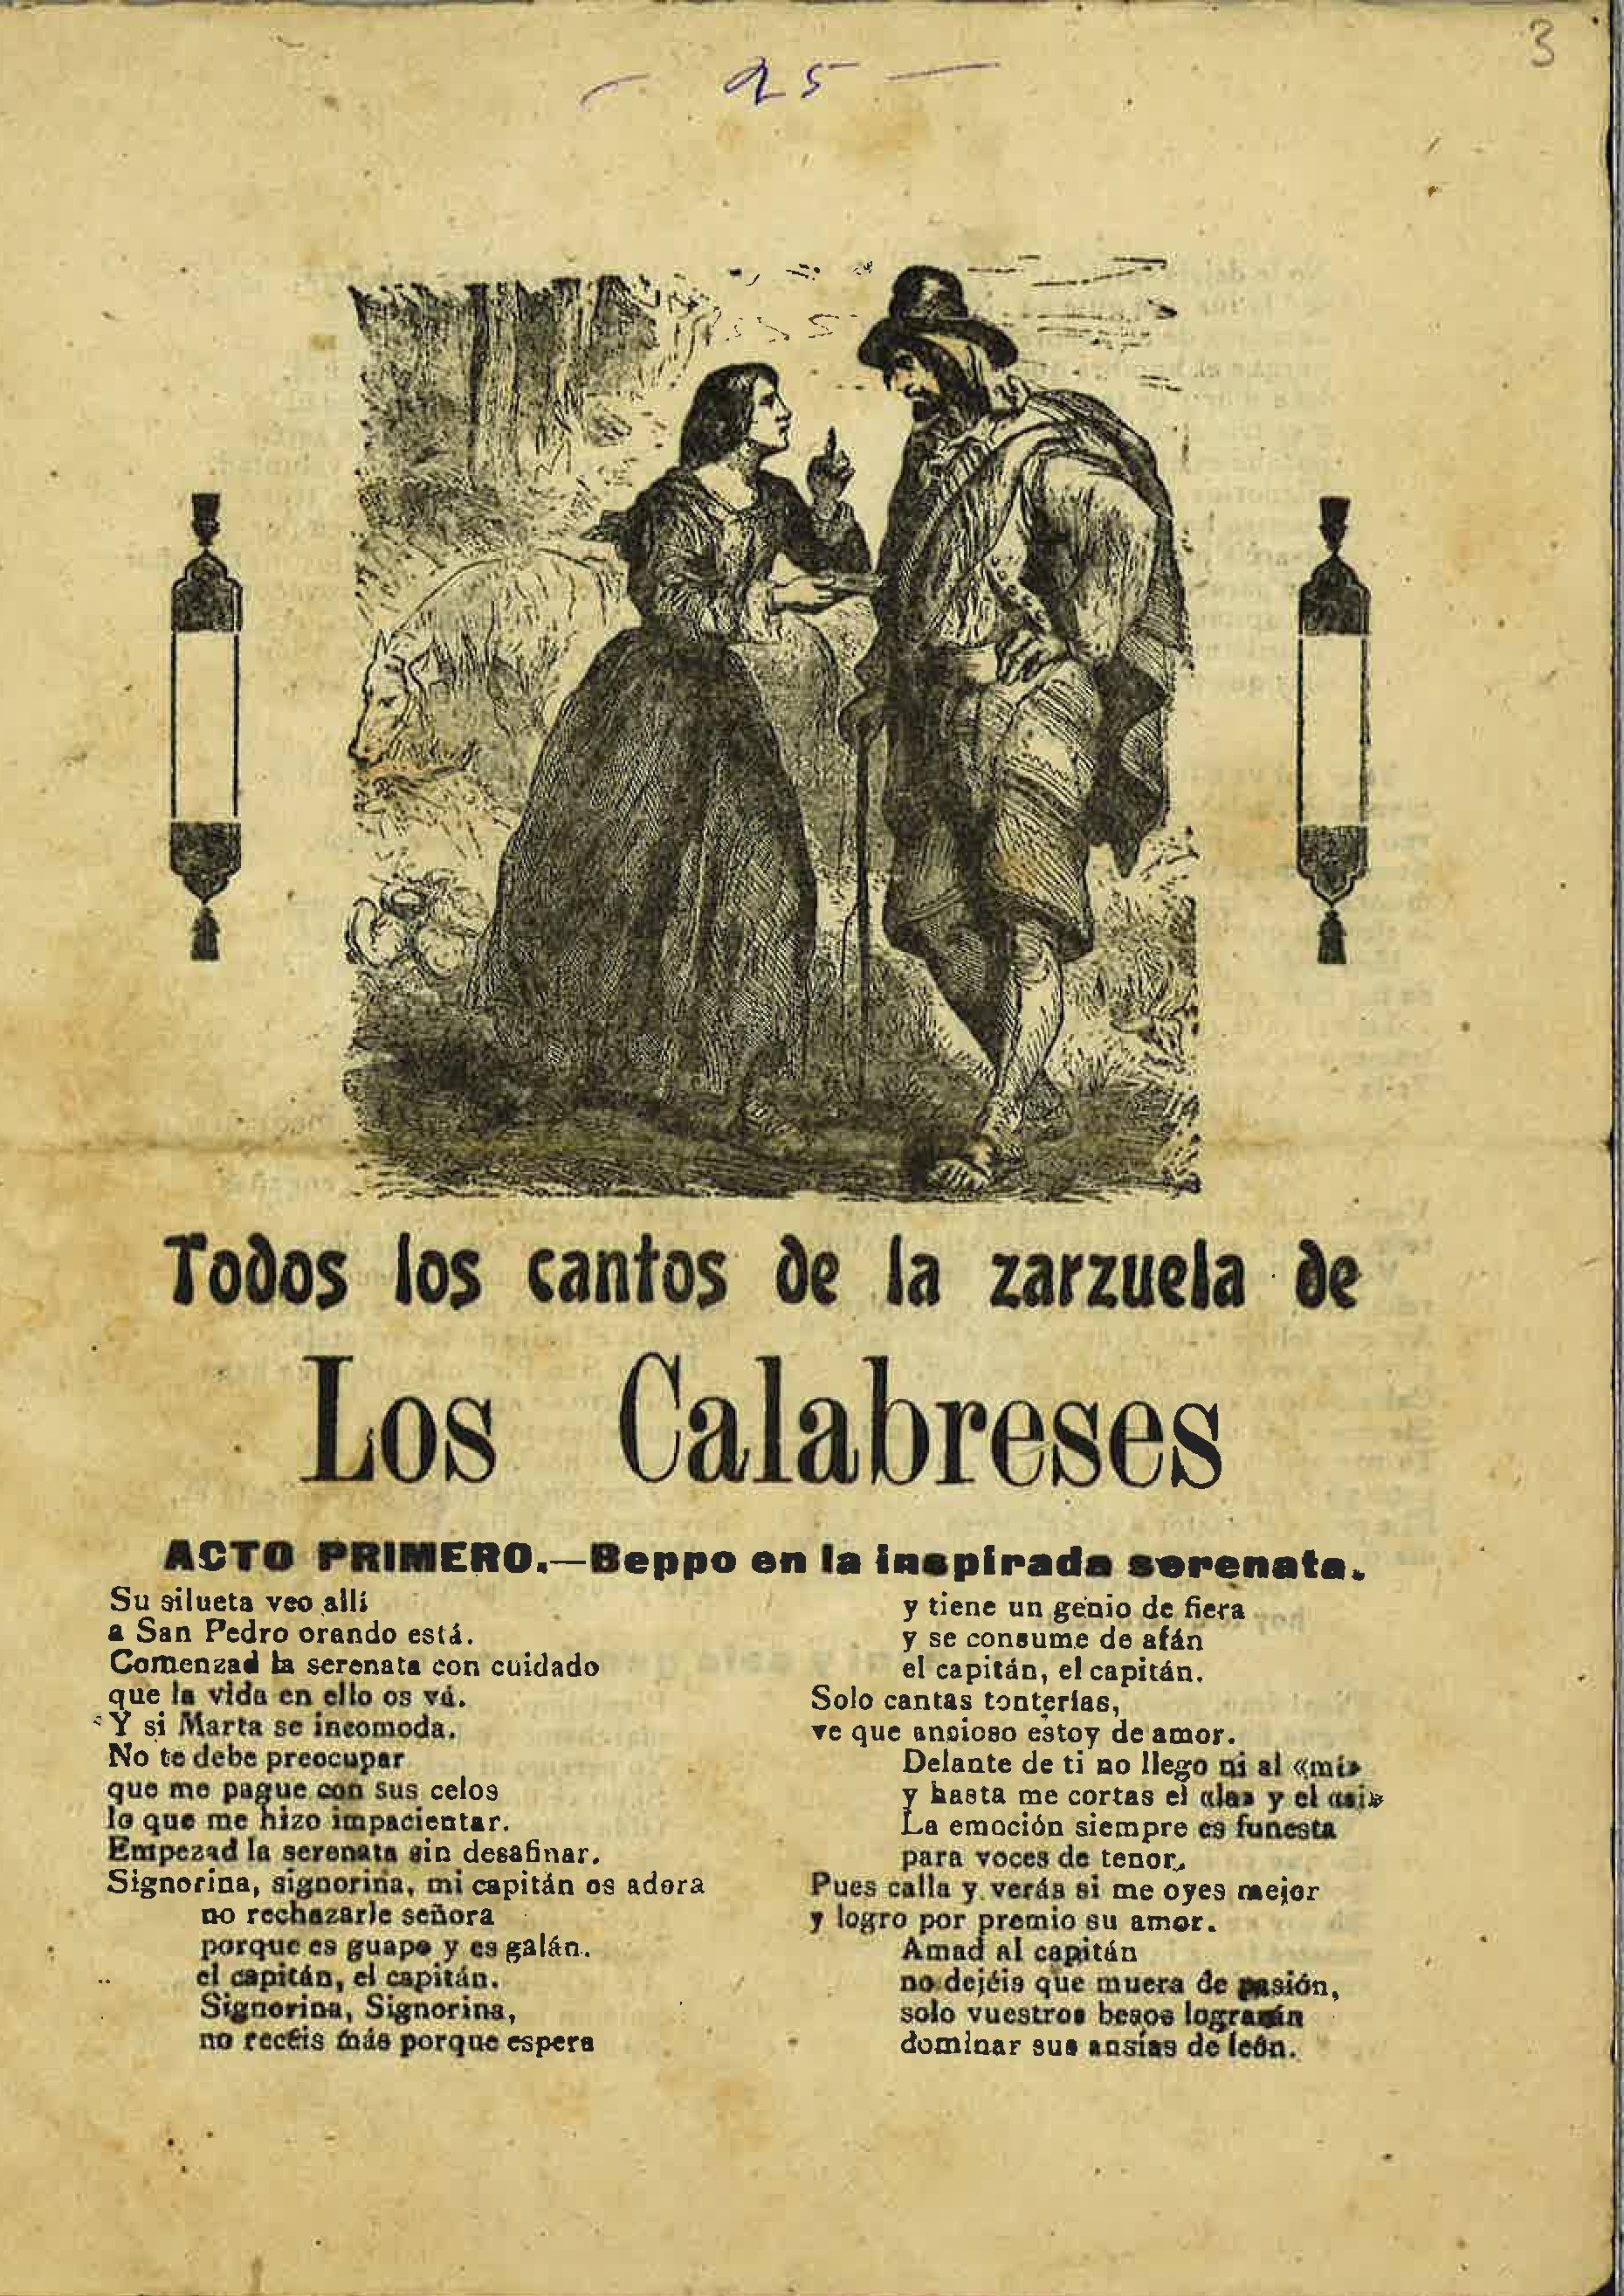 3
— 25 —
Todos los cantos de la zarzuela de
Los Calabreses
ACTO PRIMERO.—Beppo en la inspirada serenata.
Su silueta veo allí
a San Pedro orando está.
Comenzad la serenata con cuidado
que la vida en ello os vá.
Y si Marta se incomoda.
No te debe preocupar
que me pague con sus celos
lo que me hizo impacientar.
Empezad la serenata sin desafinar.
Signorina, signorina, mi capitán os adora
no rechazarle señora
porque es guapo y es galán.
el capitán, el capitán.
Signorina, Signorina,
no recéis más porque espera
y tiene un genio de fiera
y se consume de afán
el capitán, el capitán.
Solo cantas tonterías,
ve que ansioso estoy de amor.
Delante de ti no llego ni al «mi»
y hasta me cortas el «la» y el «si»
La emoción siempre es funesta
para voces de tenor.
Pues calla y verás si me oyes mejor
y logro por premio su amor.
Amad al capitán
no dejéis que muera de pasión,
solo vuestros besos lograrán
dominar sus ansias de león.